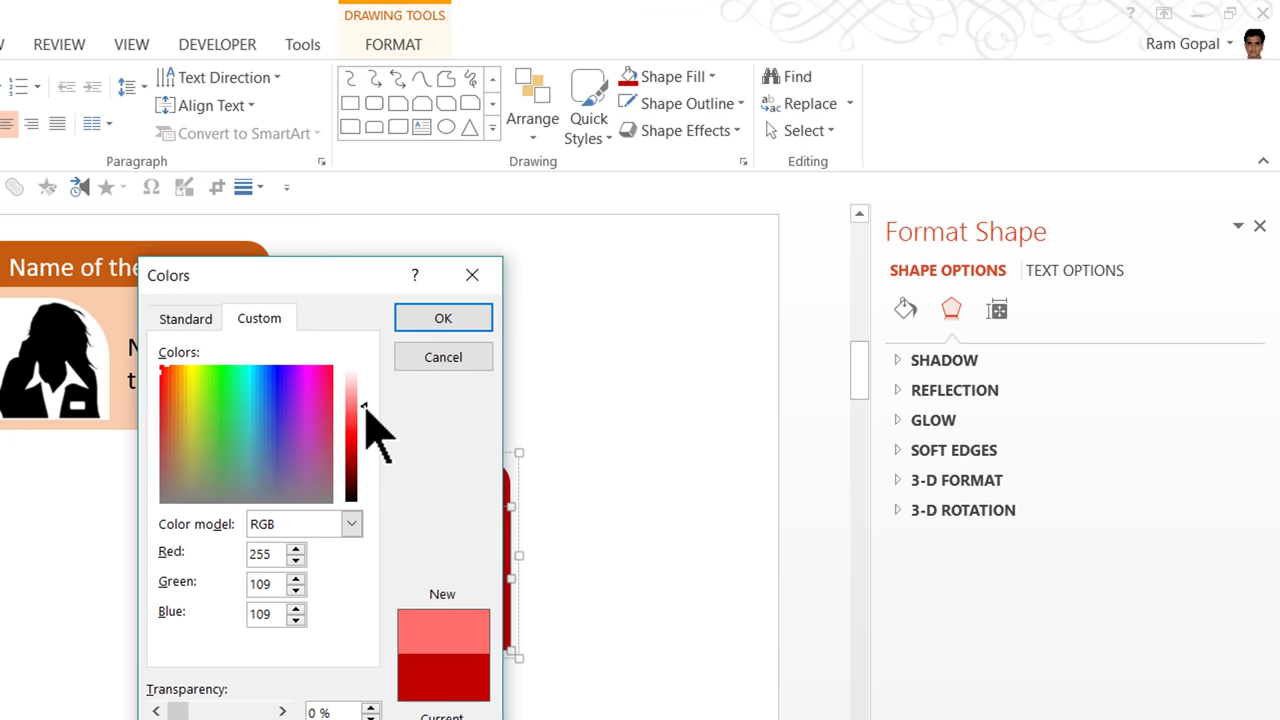 DRAWING TOOLS
REVIEW VIEW DEVELOPER Tools FORMAT
Ram Gopal
Text Direction
Align Text
Convert to SmartArt
Paragraph
Arrange
Quick
Styles
Shape Fill
Shape Outline
Shape Effects
Drawing
Find
Replace
Select
Editing
Name of the
N
t
Colors
?
Standard Custom
OK
Cancel
Colors:
Color model: RGB
Red: 255
Green: 109
Blue: 109
New
Current
Transparency:
0 %
Format Shape
SHAPE OPTIONS TEXT OPTIONS
SHADOW
REFLECTION
GLOW
SOFT EDGES
3-D FORMAT
3-D ROTATION